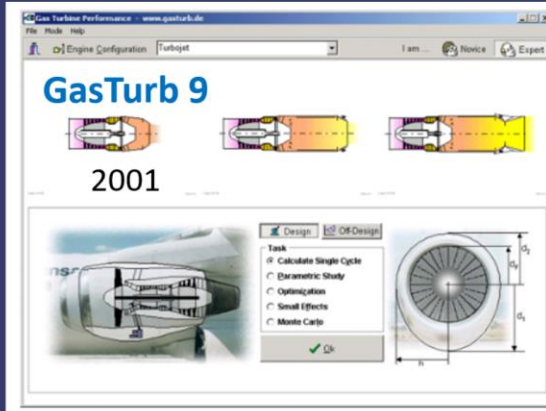 Gas Turbine Performance - www.gasturb.de
File Mode Help
Engine Configuration Turbojet I am ... Novice Expert
GasTurb 9
2001
Design Off-Design
Task
Calculate Single Cycle
Parametric Study
Optimization
Small Effects
Monte Carlo
Ok